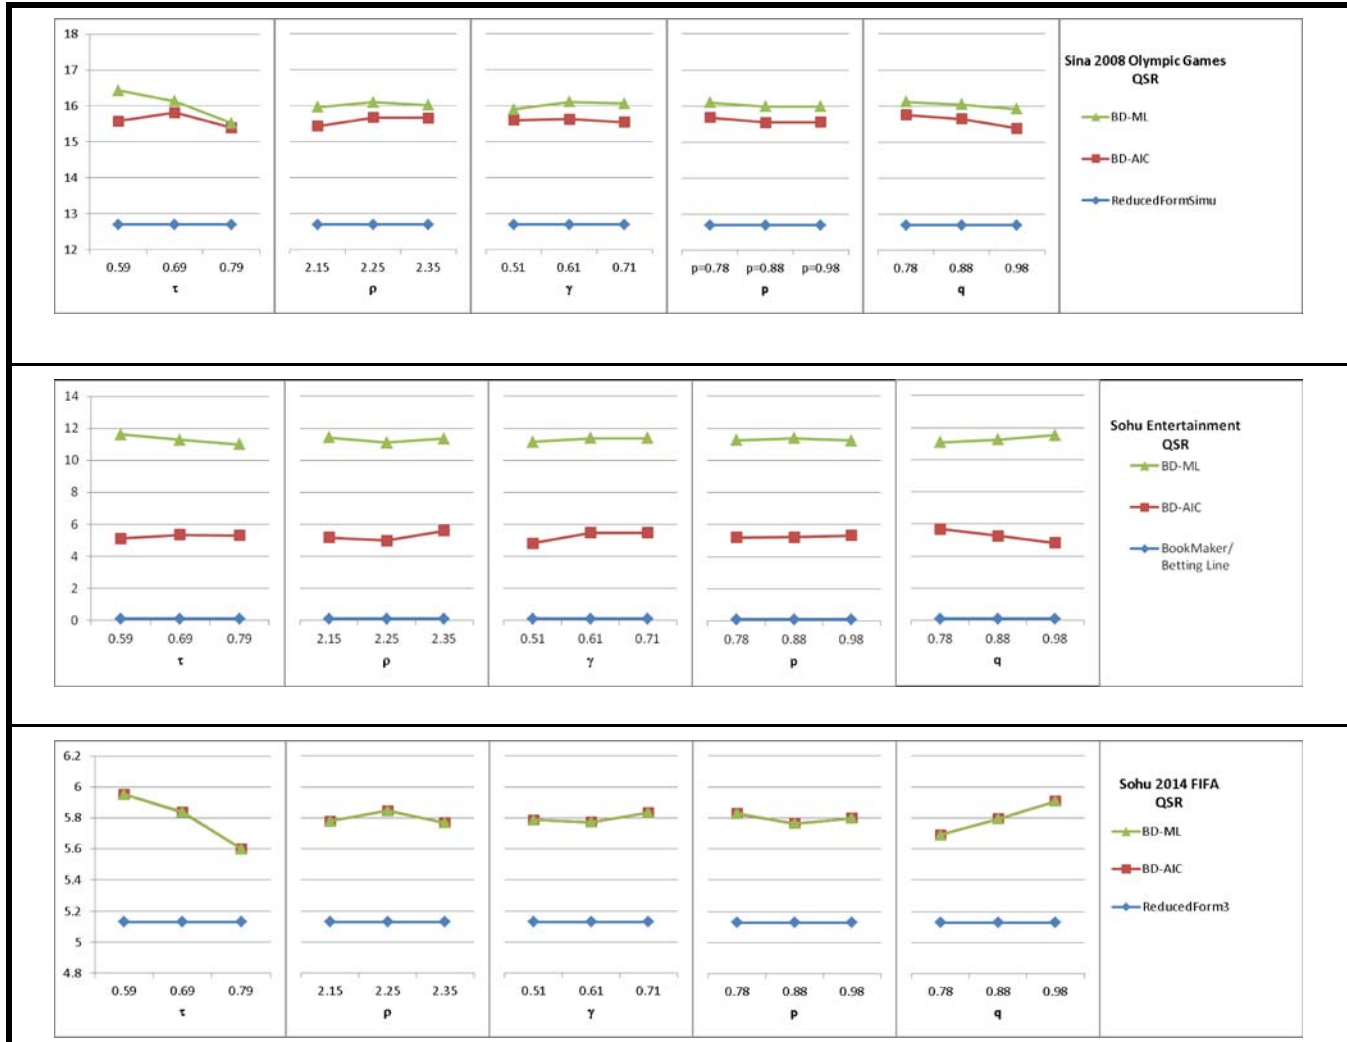 18
17
16
15
14
13
12
0.59 0.69 0.79
τ
2.15 2.25 2.35
ρ
0.51 0.61 0.71
γ
p=0.78 p=0.88 p=0.98
p
0.78 0.88 0.98
q
Sina 2008 Olympic Games
QSR
BD-ML
BD-AIC
ReducedFormSimu
14
12
10
8
6
4
2
0
0.59 0.69 0.79
τ
2.15 2.25 2.35
ρ
0.51 0.61 0.71
γ
0.78 0.88 0.98
p
0.78 0.88 0.98
q
Sohu Entertainment
QSR
BD-ML
BD-AIC
BookMaker/
Betting Line
6.2
6
5.8
5.6
5.4
5.2
5
4.8
0.59 0.69 0.79
τ
2.15 2.25 2.35
ρ
0.51 0.61 0.71
γ
0.78 0.88 0.98
p
0.78 0.88 0.98
q
Sohu 2014 FIFA
QSR
BD-ML
BD-AIC
ReducedForm3